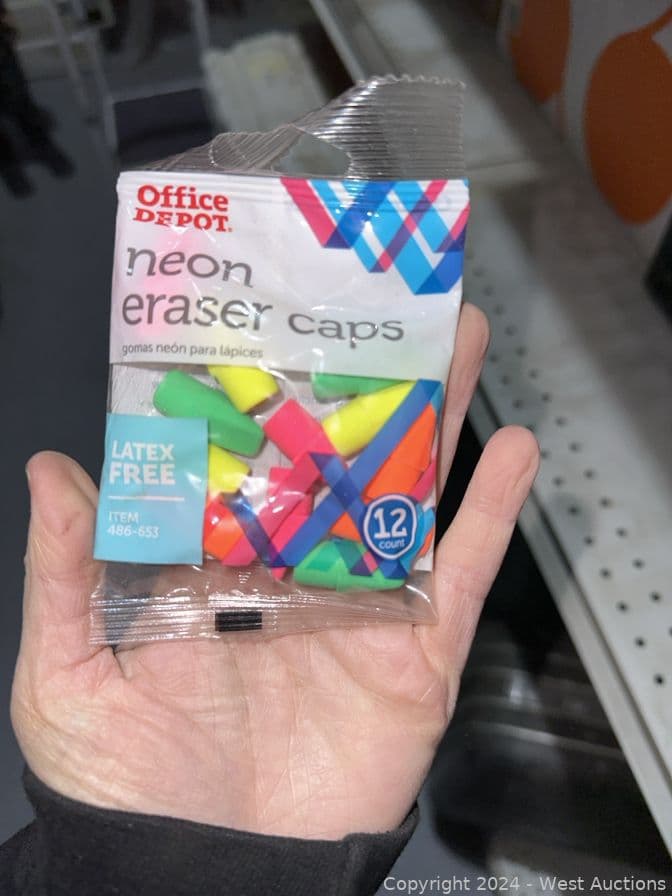 Office
DEPOT.
neon
eraser caps
gomas neón para lápices
LATEX
FREE
ITEM
486-653
12
count
Copyright 2024 - West Auctions